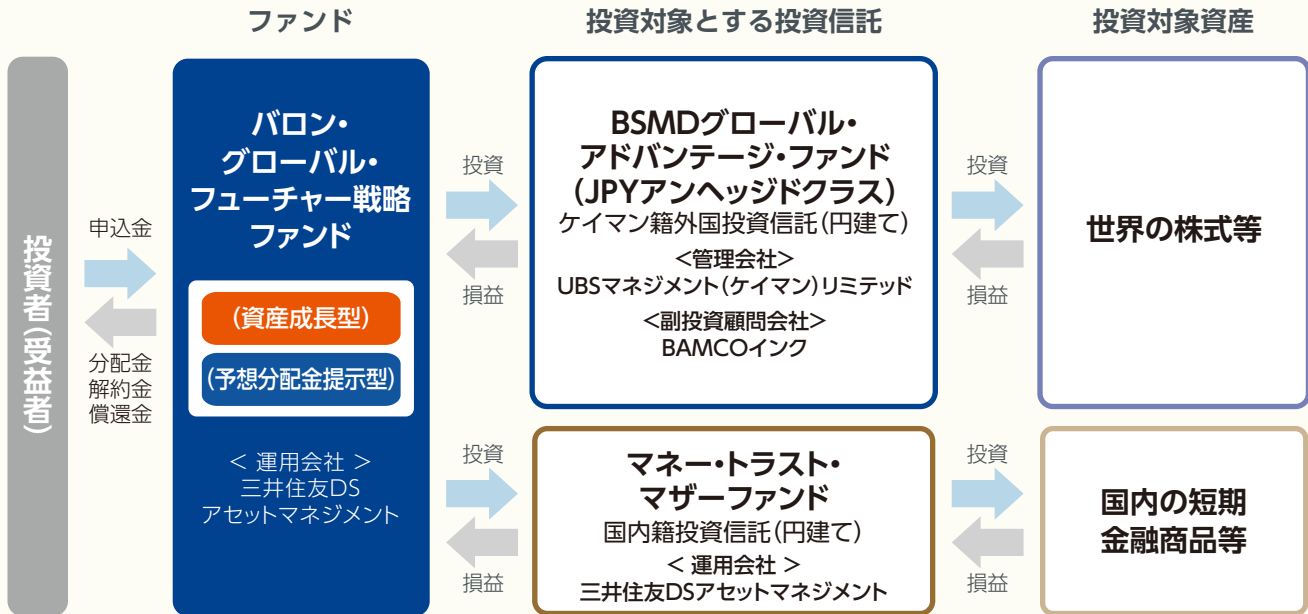 ファンド
投資対象とする投資信託
投資対象資産
投資者(受益者)
申込金
分配金
解約金
償還金
バロン・
グローバル・
フューチャー戦略
ファンド
(資産成長型)
(予想分配金提示型)
< 運用会社 >
三井住友DS
アセットマネジメント
投資
損益
BSMDグローバル・
アドバンテージ・ファンド
(JPYアンヘッジドクラス)
ケイマン籍外国投資信託(円建て)
<管理会社>
UBSマネジメント(ケイマン)リミテッド
<副投資顧問会社>
BAMCOインク
投資
損益
世界の株式等
投資
損益
マネー・トラスト・
マザーファンド
国内籍投資信託(円建て)
< 運用会社 >
三井住友DSアセットマネジメント
投資
損益
国内の短期
金融商品等